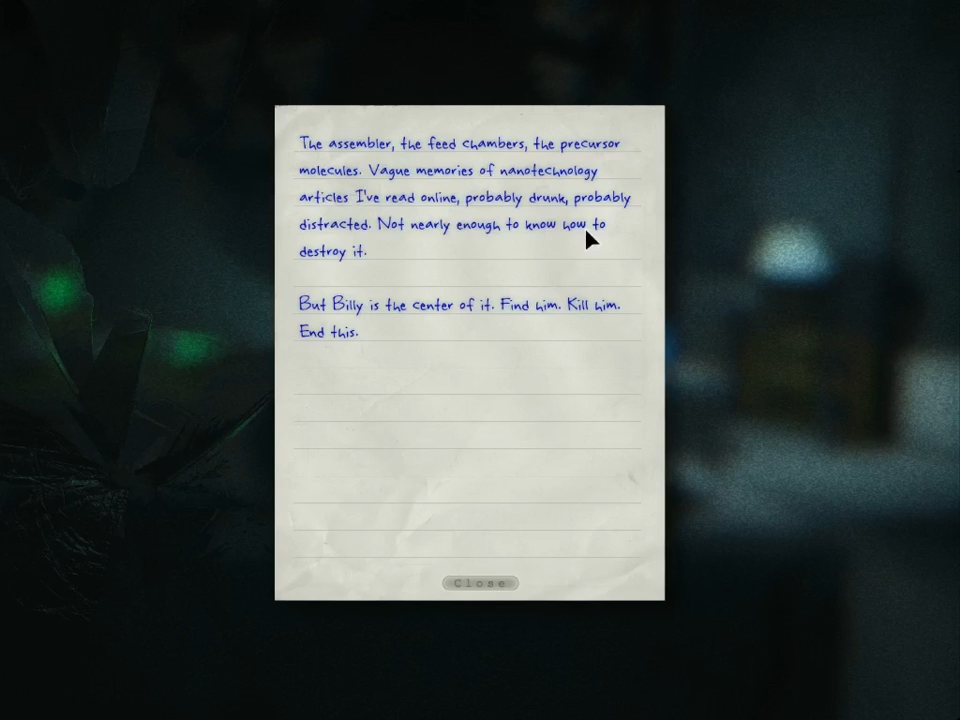 The assembler, the feed chambers, the precursor
molecules. Vague memories of nanotechnology
articles I've read online, probably drunk, probably
distracted. Not nearly enough to know how to
destroy it.
But Billy is the center of it. Find him. Kill him.
End this.
Close